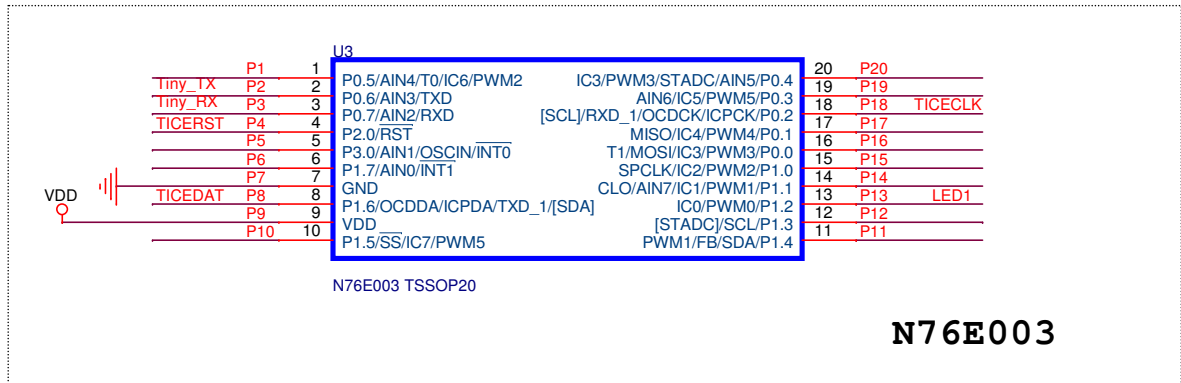 U3
P1 1 P0.5/AIN4/T0/IC6/PWM2 IC3/PWM3/STADC/AIN5/P0.4 20 P20
Tiny_TX P2 2 P0.6/AIN3/TXD AIN6/IC5/PWM5/P0.3 19 P19
Tiny_RX P3 3 P0.7/AIN2/RXD [SCL]/RXD_1/OCDCK/ICPCK/P0.2 18 P18 TICECLK
TICERST P4 4 P2.0/RST MISO/IC4/PWM4/P0.1 17 P17
P5 5 P3.0/AIN1/OSCIN/INT0 T1/MOSI/IC3/PWM3/P0.0 16 P16
P6 6 P1.7/AIN0/INT1 SPCLK/IC2/PWM2/P1.0 15 P15
P7 7 GND CLO/AIN7/IC1/PWM1/P1.1 14 P14
VDD TICEDAT P8 8 P1.6/OCDDA/ICPDA/TXD_1/[SDA] IC0/PWM0/P1.2 13 P13 LED1
P9 9 VDD [STADC]/SCL/P1.3 12 P12
P10 10 P1.5/SS/IC7/PWM5 PWM1/FB/SDA/P1.4 11 P11
N76E003 TSSOP20
N76E003